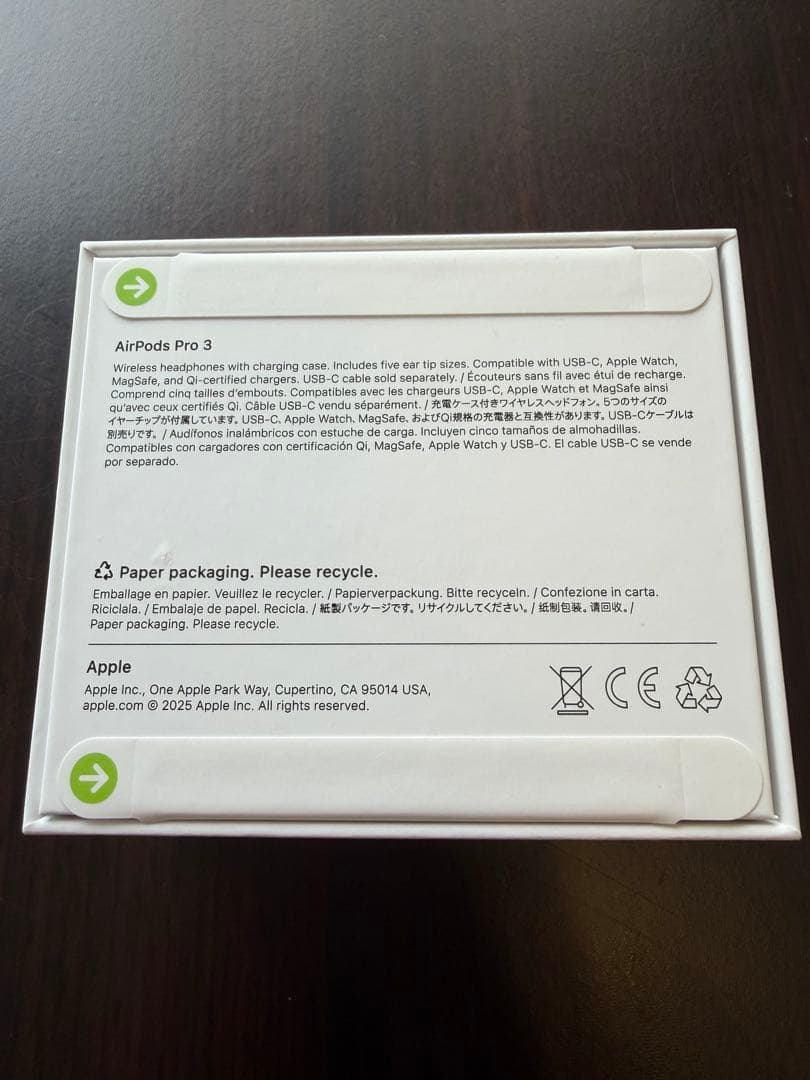 AirPods Pro 3
Wireless headphones with charging case. Includes five ear tip sizes. Compatible with USB-C, Apple Watch,
MagSafe, and Qi-certified chargers. USB-C cable sold separately. / Écouteurs sans fil avec étui de recharge.
Comprend cinq tailles d'embouts. Compatibles avec les chargeurs USB-C, Apple Watch et MagSafe ainsi
qu'avec ceux certifiés Qi. Câble USB-C vendu séparément. / 充電ケース付きワイヤレスヘッドフォン。5つのサイズの
イヤーチップが付属しています。USB-C、Apple Watch、MagSafe、およびQi規格の充電器と互換性があります。USB-Cケーブルは
別売りです。 / Audífonos inalámbricos con estuche de carga. Incluyen cinco tamaños de almohadillas.
Compatibles con cargadores con certificación Qi, MagSafe, Apple Watch y USB-C. El cable USB-C se vende
por separado.
Paper packaging. Please recycle.
Emballage en papier. Veuillez le recycler. / Papierverpackung. Bitte recyceln. / Confezione in carta.
Riciclala. / Embalaje de papel. Recicla. / 紙製パッケージです。リサイクルしてください。/ 纸制包装。请回收。/
Paper packaging. Please recycle.
Apple
Apple Inc., One Apple Park Way, Cupertino, CA 95014 USA,
apple.com © 2025 Apple Inc. All rights reserved.
CE